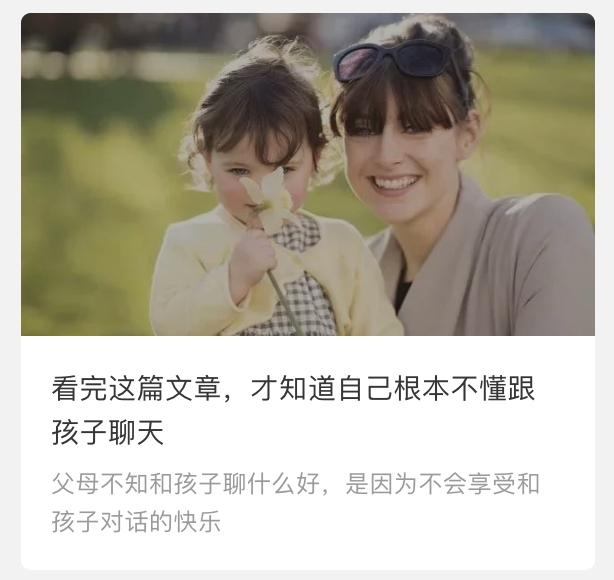 看完这篇文章，才知道自己根本不懂跟
孩子聊天
父母不知和孩子聊什么好，是因为不会享受和
孩子对话的快乐